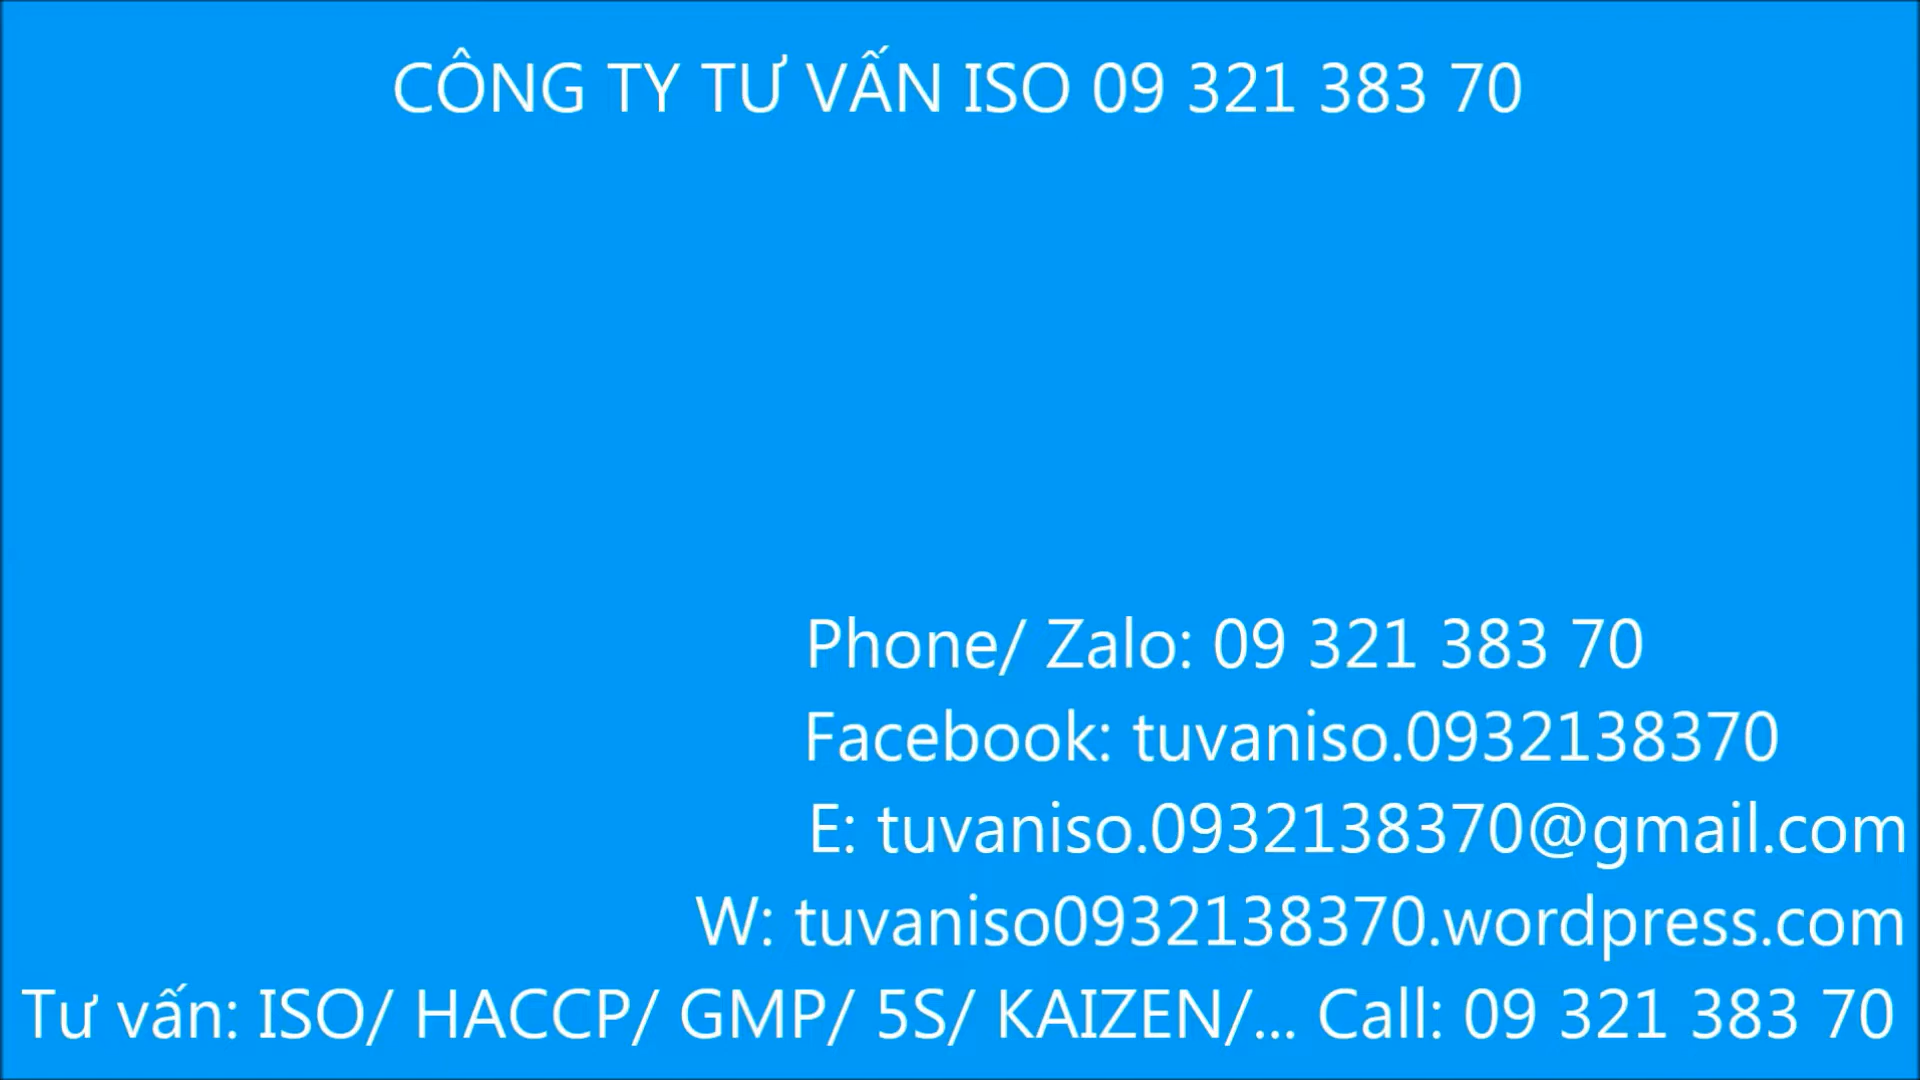 CÔNG TY TƯ VẤN ISO 09 321 383 70
Phone/ Zalo: 09 321 383 70
Facebook: tuvaniso.0932138370
E: tuvaniso.0932138370@gmail.com
W: tuvaniso0932138370.wordpress.com
Tư vấn: ISO/ HACCP/ GMP/ 5S/ KAIZEN/... Call: 09 321 383 70